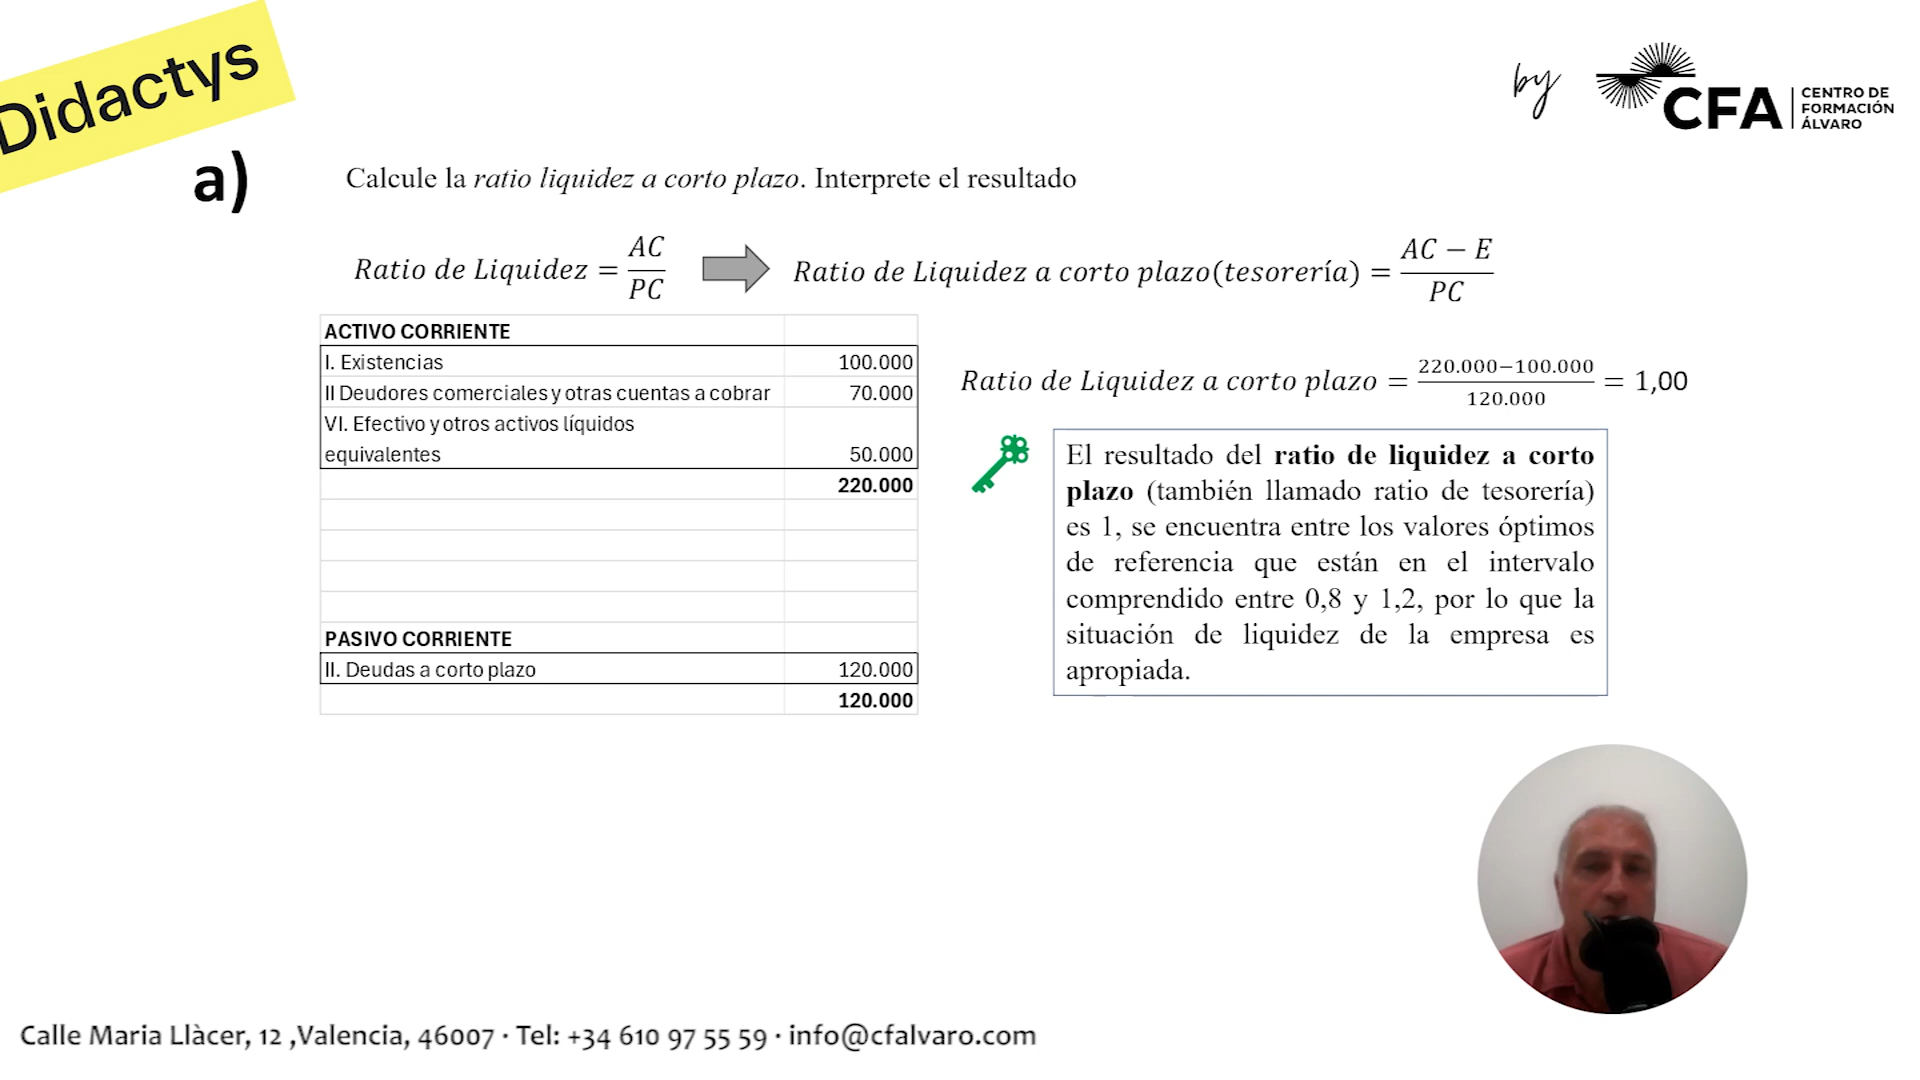 Didactys
by
CFA
CENTRO DE
FORMACIÓN
ÁLVARO
a)
Calcule la ratio liquidez a corto plazo. Interprete el resultado
Ratio de Liquidez = AC / PC
Ratio de Liquidez a corto plazo(tesorería) = AC − E / PC
ACTIVO CORRIENTE
I. Existencias 100.000
II Deudores comerciales y otras cuentas a cobrar 70.000
VI. Efectivo y otros activos líquidos
equivalentes 50.000
220.000
PASIVO CORRIENTE
II. Deudas a corto plazo 120.000
120.000
Ratio de Liquidez a corto plazo = 220.000−100.000 / 120.000 = 1,00
El resultado del ratio de liquidez a corto
plazo (también llamado ratio de tesorería)
es 1, se encuentra entre los valores óptimos
de referencia que están en el intervalo
comprendido entre 0,8 y 1,2, por lo que la
situación de liquidez de la empresa es
apropiada.
Calle Maria Llàcer, 12 ,Valencia, 46007 · Tel: +34 610 97 55 59 · info@cfalvaro.com